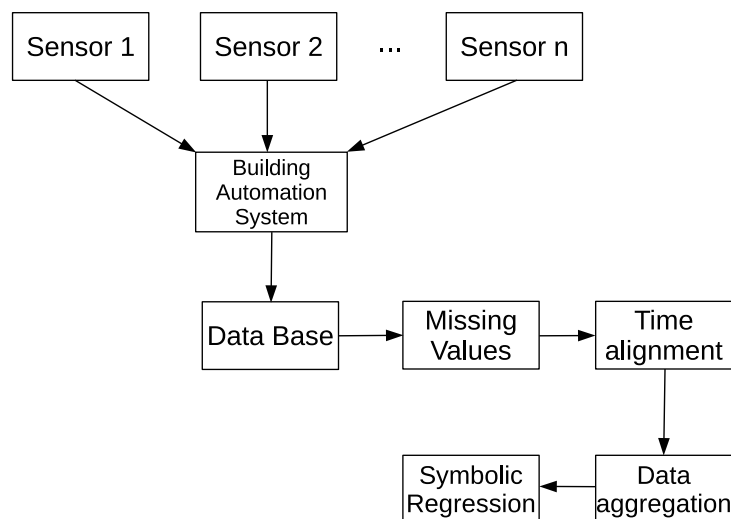 Sensor 1
Sensor 2
...
Sensor n
Building
Automation
System
Data Base
Missing
Values
Time
alignment
Symbolic
Regression
Data
aggregation